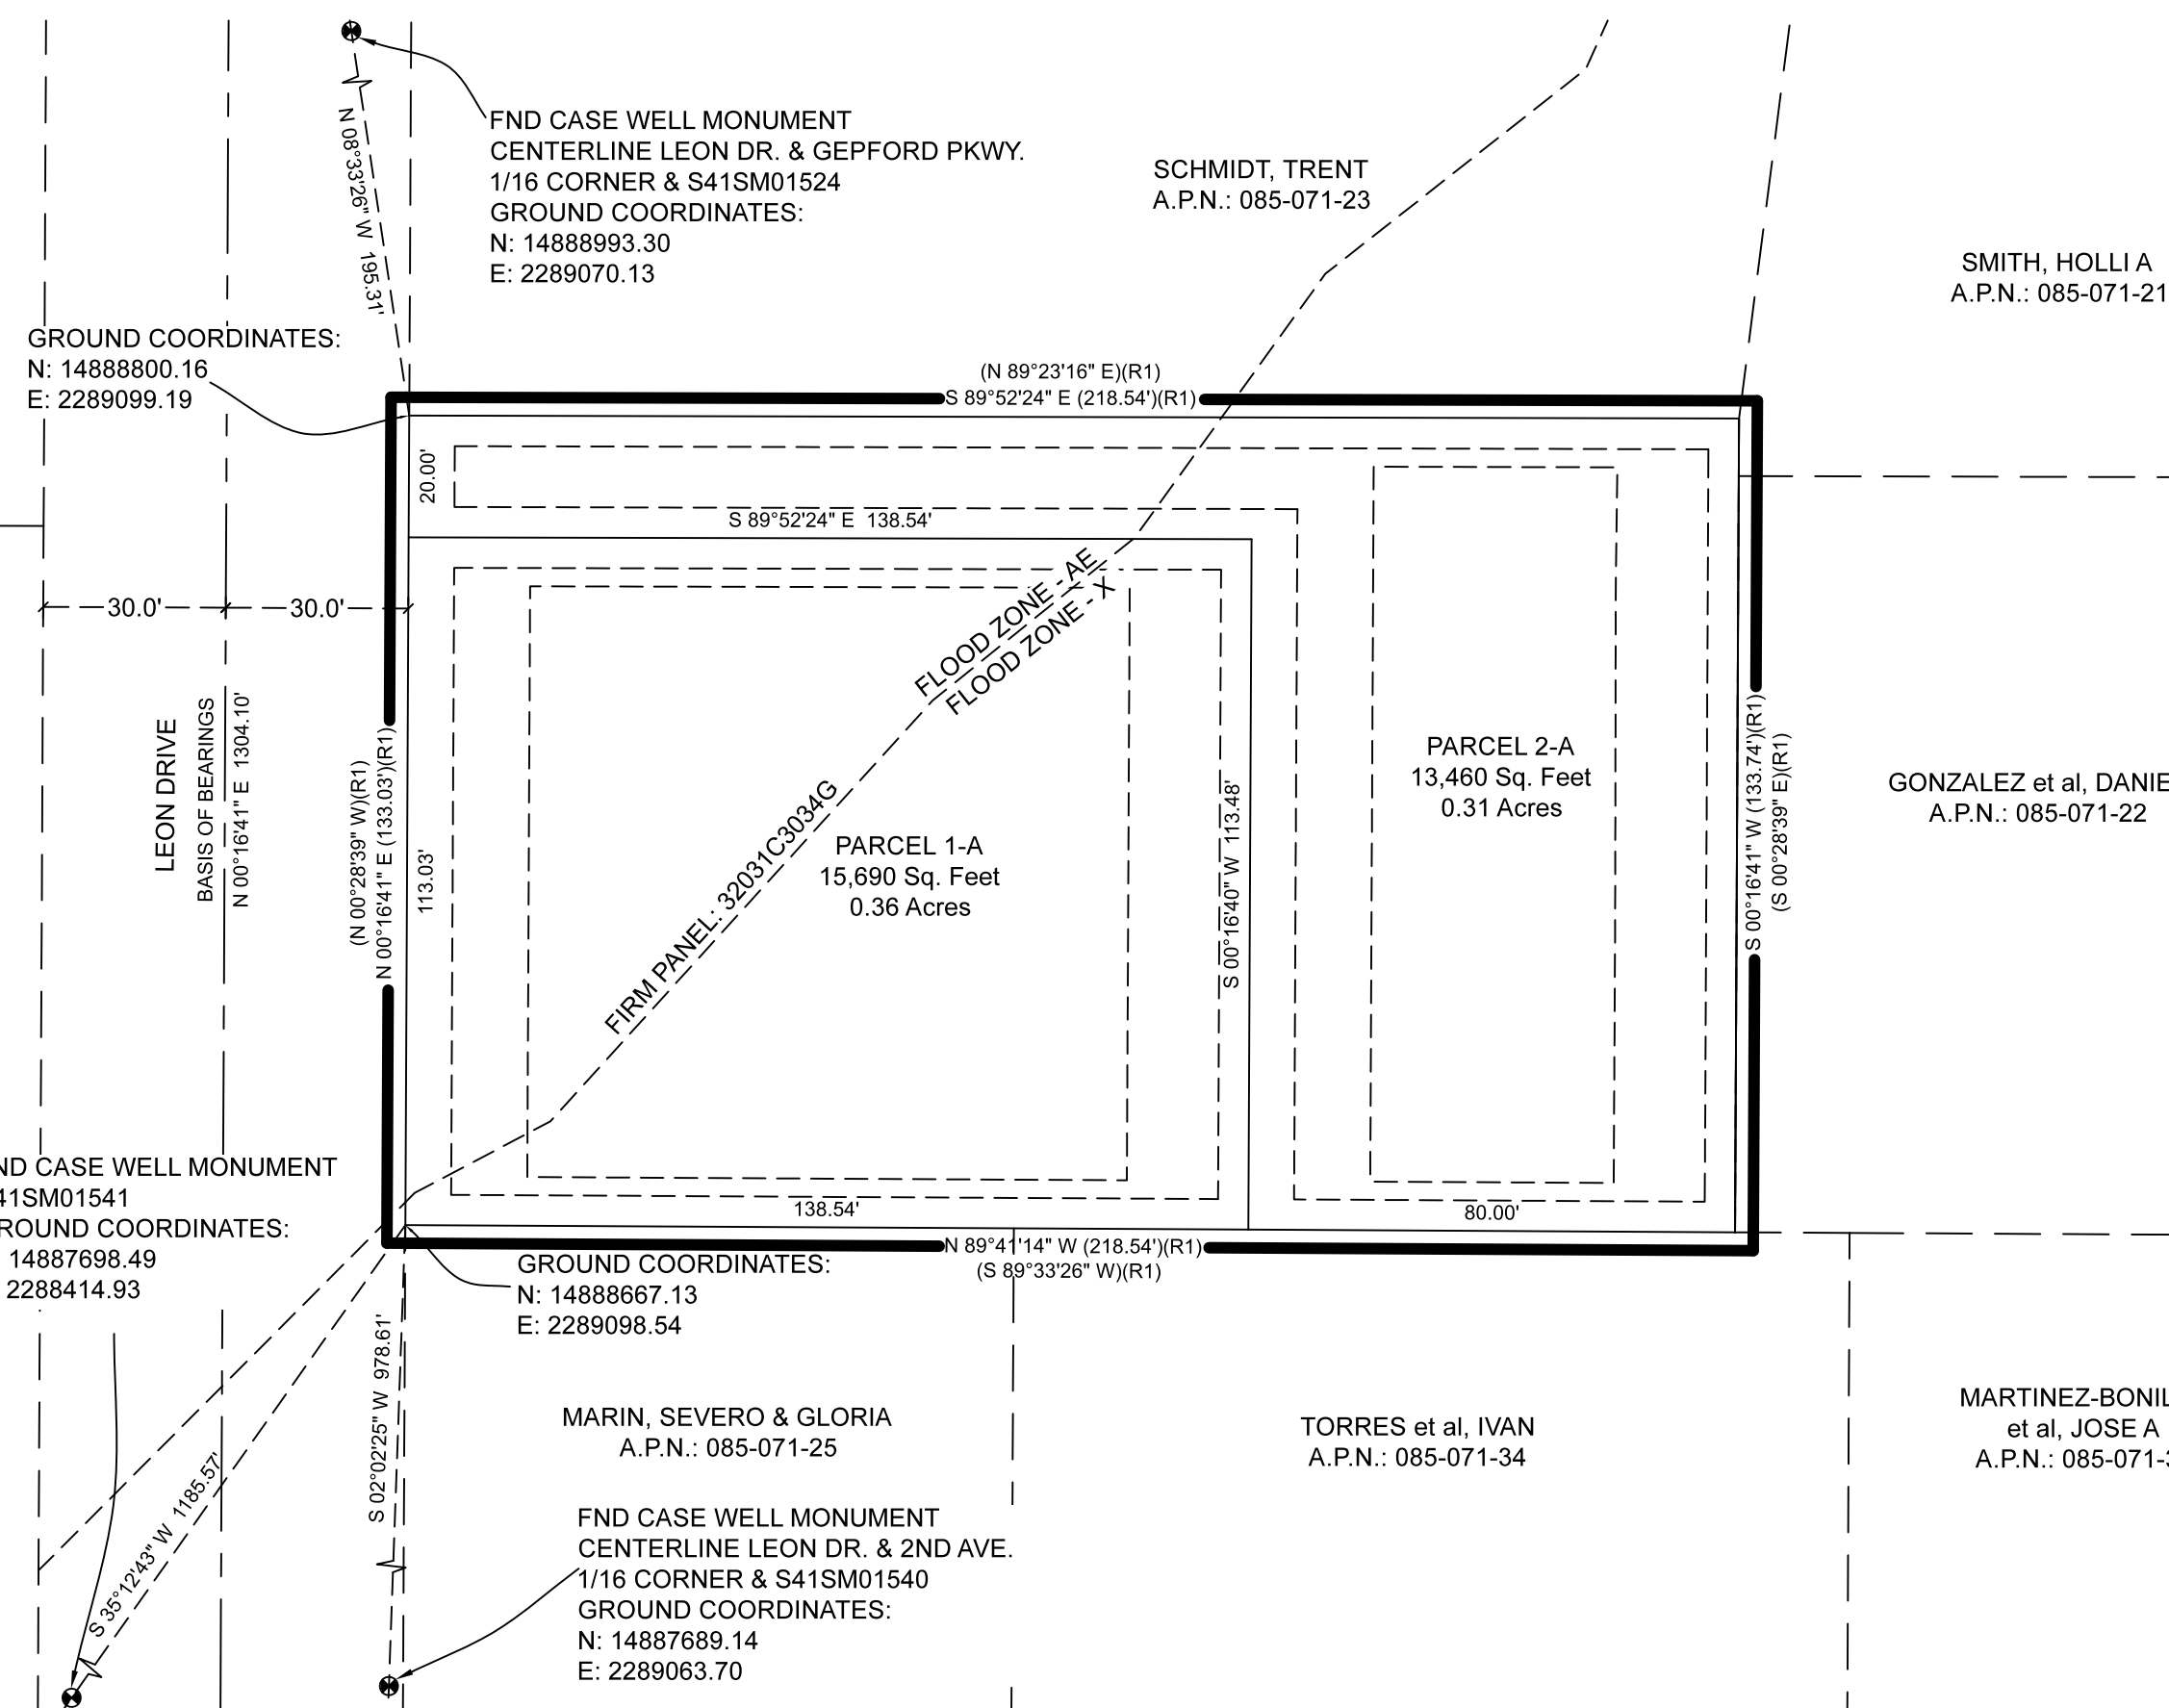 FND CASE WELL MONUMENT
CENTERLINE LEON DR. & GEPFORD PKWY.
1/16 CORNER & S41SM01524
GROUND COORDINATES:
N: 14888993.30
E: 2289070.13
N 08°33'26" W 195.31'
SCHMIDT, TRENT
A.P.N.: 085-071-23
SMITH, HOLLI A
A.P.N.: 085-071-21
GROUND COORDINATES:
N: 14888800.16
E: 2289099.19
(N 89°23'16" E)(R1)
S 89°52'24" E (218.54')(R1)
20.00'
S 89°52'24" E 138.54'
30.0'
30.0'
FLOOD ZONE - AE
FLOOD ZONE - X
FIRM PANEL: 32031C3034G
LEON DRIVE
BASIS OF BEARINGS
N 00°16'41" E 1304.10'
(N 00°28'39" W)(R1)
N 00°16'41" E (133.03')(R1)
113.03'
PARCEL 1-A
15,690 Sq. Feet
0.36 Acres
S 00°16'40" W 113.48'
PARCEL 2-A
13,460 Sq. Feet
0.31 Acres
S 00°16'41" W (133.74')(R1)
(S 00°28'39" E)(R1)
GONZALEZ et al, DANIE
A.P.N.: 085-071-22
ND CASE WELL MONUMENT
41SM01541
ROUND COORDINATES:
14887698.49
2288414.93
138.54'
80.00'
N 89°41'14" W (218.54')(R1)
(S 89°33'26" W)(R1)
GROUND COORDINATES:
N: 14888667.13
E: 2289098.54
S 02°02'25" W 978.61'
S 35°12'43" W 1185.57'
MARIN, SEVERO & GLORIA
A.P.N.: 085-071-25
TORRES et al, IVAN
A.P.N.: 085-071-34
MARTINEZ-BONIL
et al, JOSE A
A.P.N.: 085-071-3
FND CASE WELL MONUMENT
CENTERLINE LEON DR. & 2ND AVE.
1/16 CORNER & S41SM01540
GROUND COORDINATES:
N: 14887689.14
E: 2289063.70